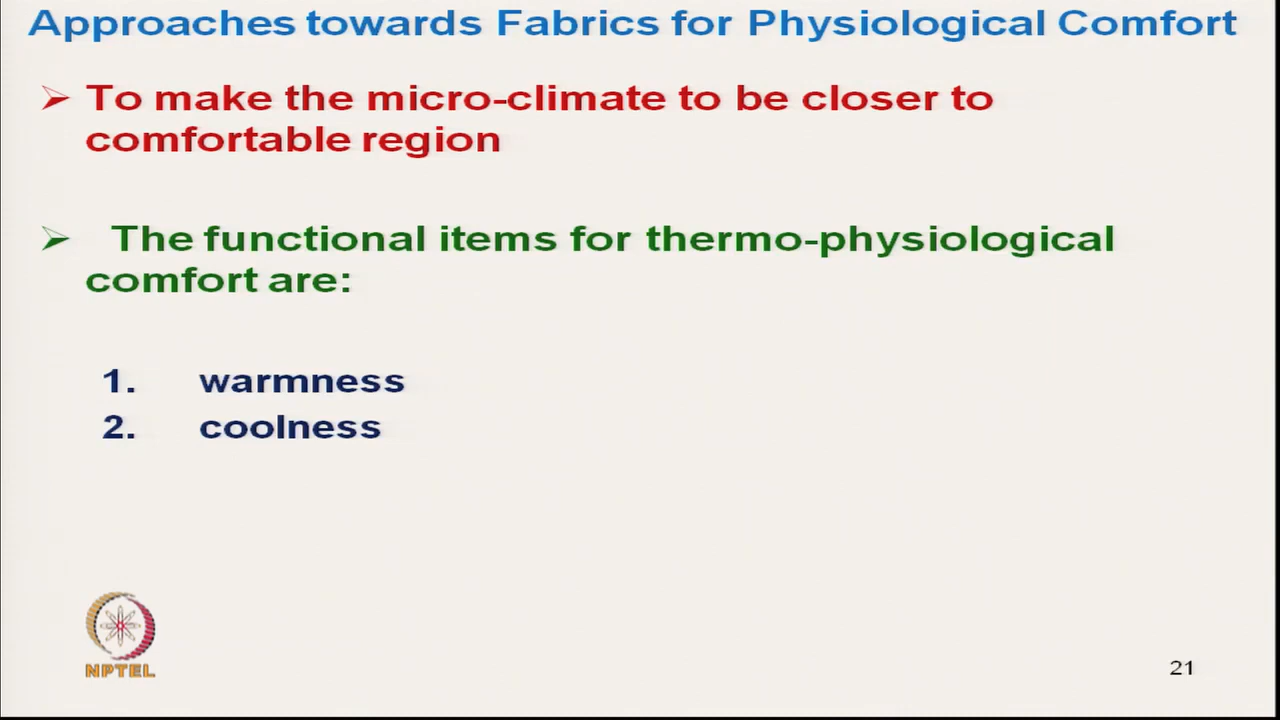 Approaches towards Fabrics for Physiological Comfort
To make the micro-climate to be closer to
comfortable region
The functional items for thermo-physiological
comfort are:
1. warmness
2. coolness
NPTEL
21